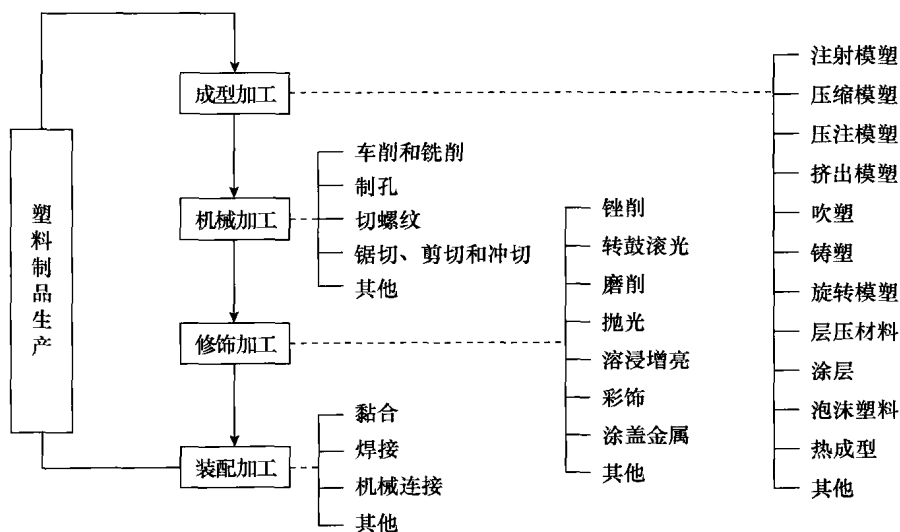 塑料制品生产
成型加工
注射模塑
压缩模塑
压注模塑
挤出模塑
吹塑
铸塑
旋转模塑
层压材料
涂层
泡沫塑料
热成型
其他
机械加工
车削和铣削
制孔
切螺纹
锯切、剪切和冲切
其他
修饰加工
锉削
转鼓滚光
磨削
抛光
溶浸增亮
彩饰
涂盖金属
其他
装配加工
黏合
焊接
机械连接
其他